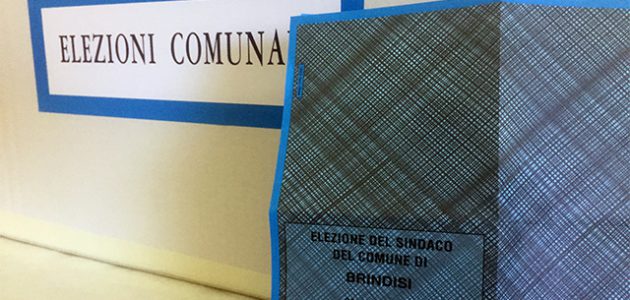 ELEZIONI COMUNA
ELEZIONE DEL SINDACO
DEL COMUNE DI
BRINDISI